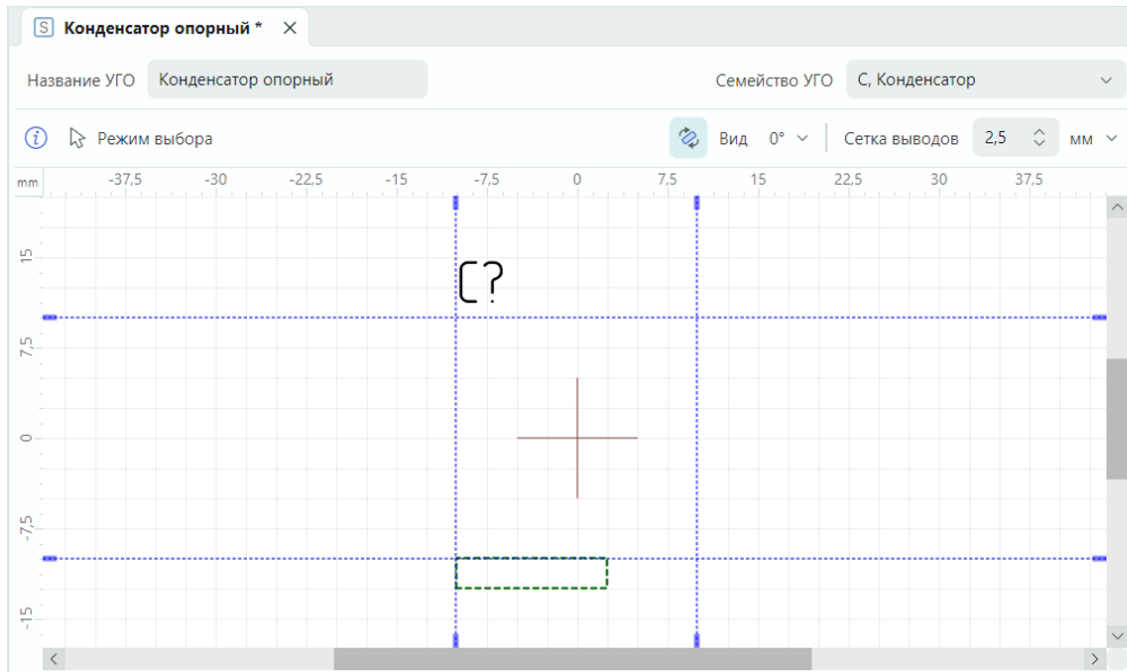 S Конденсатор опорный *
Название УГО Конденсатор опорный Семейство УГО C, Конденсатор
i Режим выбора Вид 0° Сетка выводов 2,5 мм
mm -37,5 -30 -22,5 -15 -7,5 0 7,5 15 22,5 30 37,5
15
C?
7,5
0
-7,5
-15